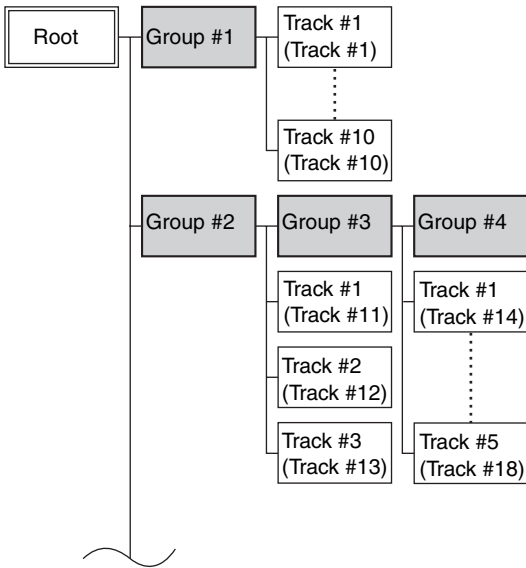 Root
Group #1
Track #1
(Track #1)
Track #10
(Track #10)
Group #2
Group #3
Group #4
Track #1
(Track #11)
Track #2
(Track #12)
Track #3
(Track #13)
Track #1
(Track #14)
Track #5
(Track #18)